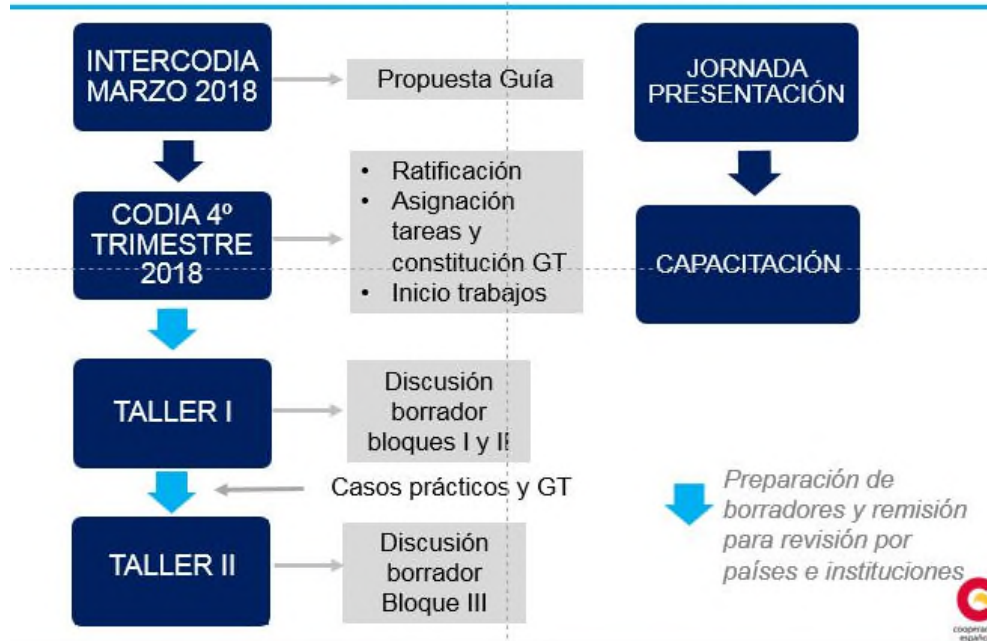 INTERCODIA
MARZO 2018
Propuesta Guía
CODIA 4º
TRIMESTRE
2018
• Ratificación
• Asignación
tareas y
constitución GT
• Inicio trabajos
TALLER I
Discusión
borrador
bloques I y II
Casos prácticos y GT
TALLER II
Discusión
borrador
Bloque III
JORNADA
PRESENTACIÓN
CAPACITACIÓN
Preparación de
borradores y remisión
para revisión por
países e instituciones